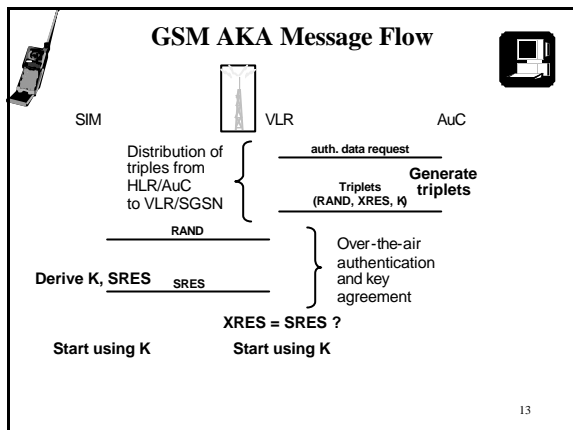 GSM AKA Message Flow
SIM
VLR
AuC
Distribution of
triples from
HLR/AuC
to VLR/SGSN
auth. data request
Generate
triplets
Triplets
(RAND, XRES, K)
RAND
Over-the-air
authentication
and key
agreement
Derive K, SRES
SRES
XRES = SRES ?
Start using K
Start using K
13